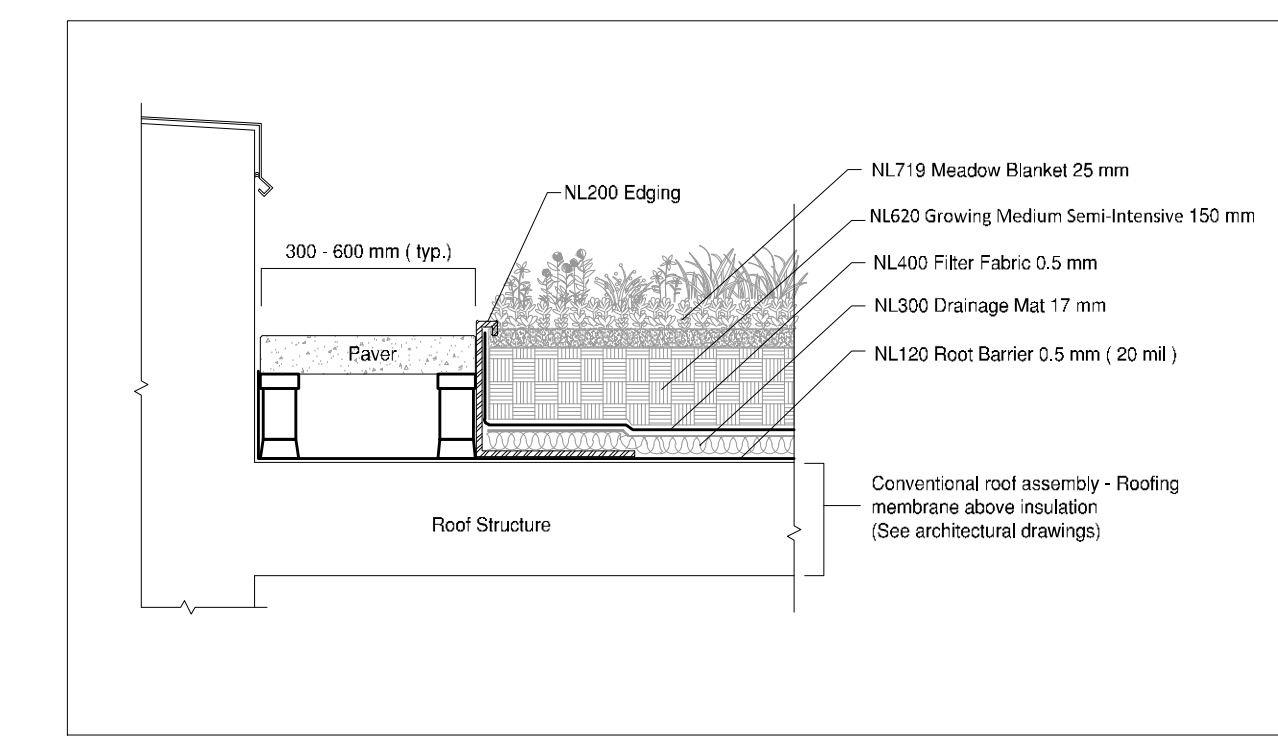 NL719 Meadow Blanket 25 mm
NL200 Edging
NL620 Growing Medium Semi-Intensive 150 mm
300 - 600 mm ( typ.)
NL400 Filter Fabric 0.5 mm
NL300 Drainage Mat 17 mm
Paver
NL120 Root Barrier 0.5 mm ( 20 mil )
Conventional roof assembly - Roofing
membrane above insulation
(See architectural drawings)
Roof Structure